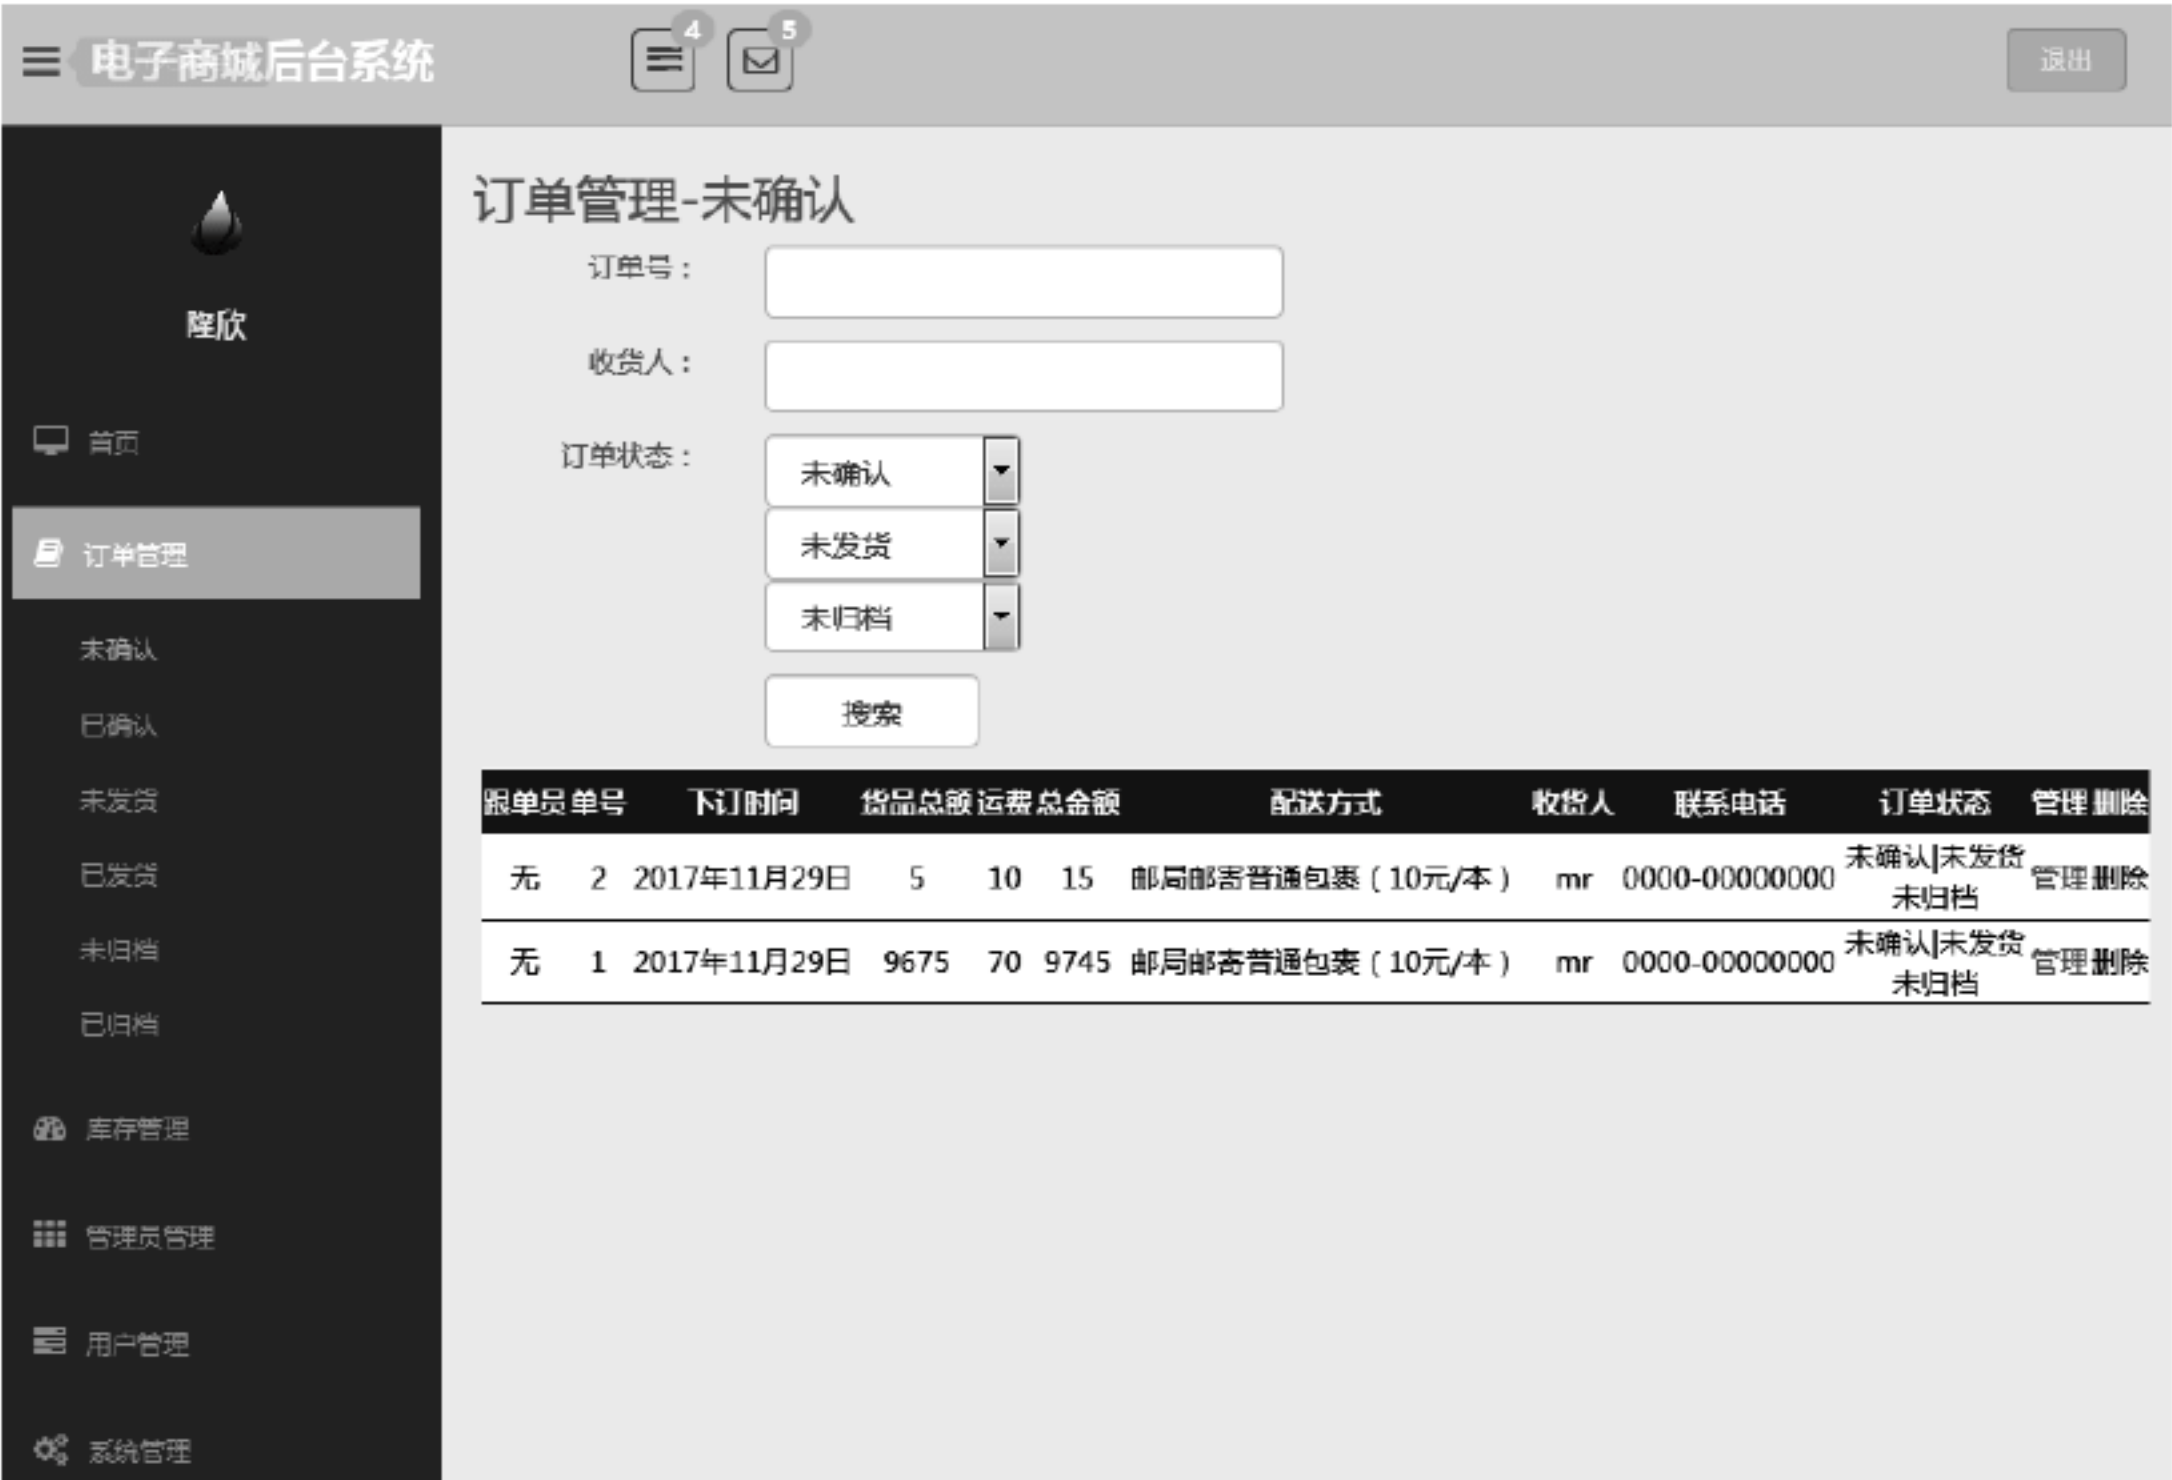 电子商城后台系统
4
5
退出
隆欣
首页
订单管理
未确认
已确认
未发货
已发货
未归档
已归档
库存管理
管理员管理
用户管理
系统管理
订单管理-未确认
订单号：
收货人：
订单状态：
未确认
未发货
未归档
搜索
跟单员 单号 下订时间 货品总额 运费 总金额 配送方式 收货人 联系电话 订单状态 管理 删除
无 2 2017年11月29日 5 10 15 邮局邮寄普通包裹（10元/本） mr 0000-00000000 未确认|未发货 管理 删除
未归档
无 1 2017年11月29日 9675 70 9745 邮局邮寄普通包裹（10元/本） mr 0000-00000000 未确认|未发货 管理 删除
未归档